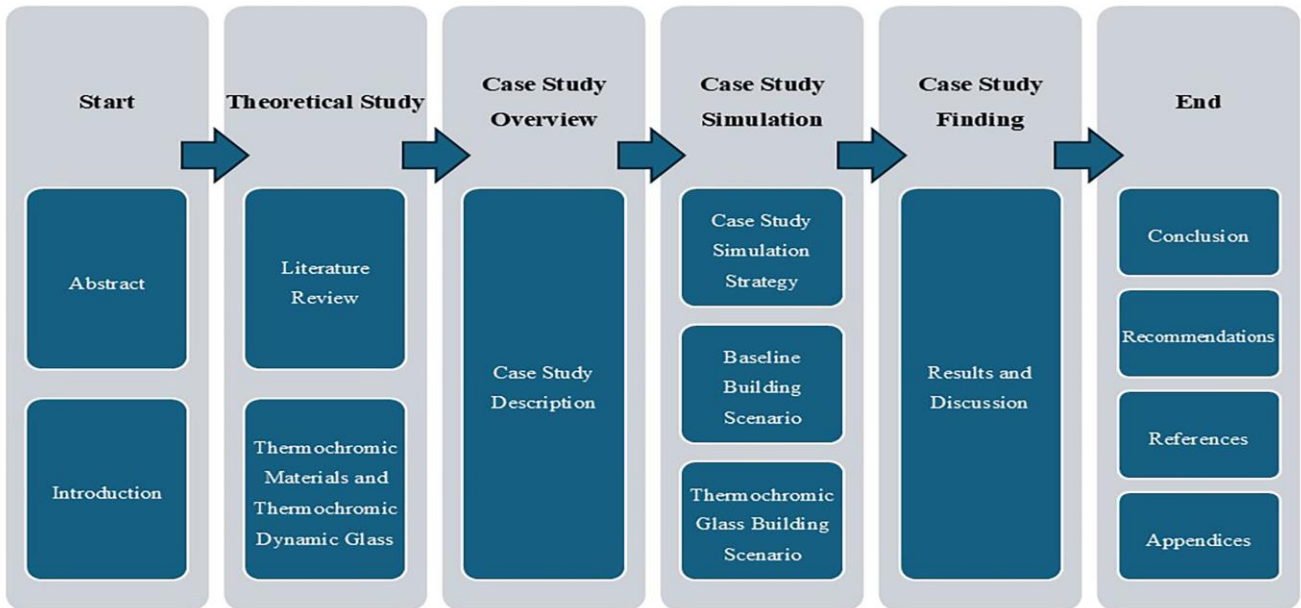 Start
Abstract
Introduction
Theoretical Study
Literature
Review
Thermochromic
Materials and
Thermochromic
Dynamic Glass
Case Study
Overview
Case Study
Description
Case Study
Simulation
Case Study
Simulation
Strategy
Baseline
Building
Scenario
Thermochromic
Glass Building
Scenario
Case Study
Finding
Results and
Discussion
End
Conclusion
Recommendations
References
Appendices